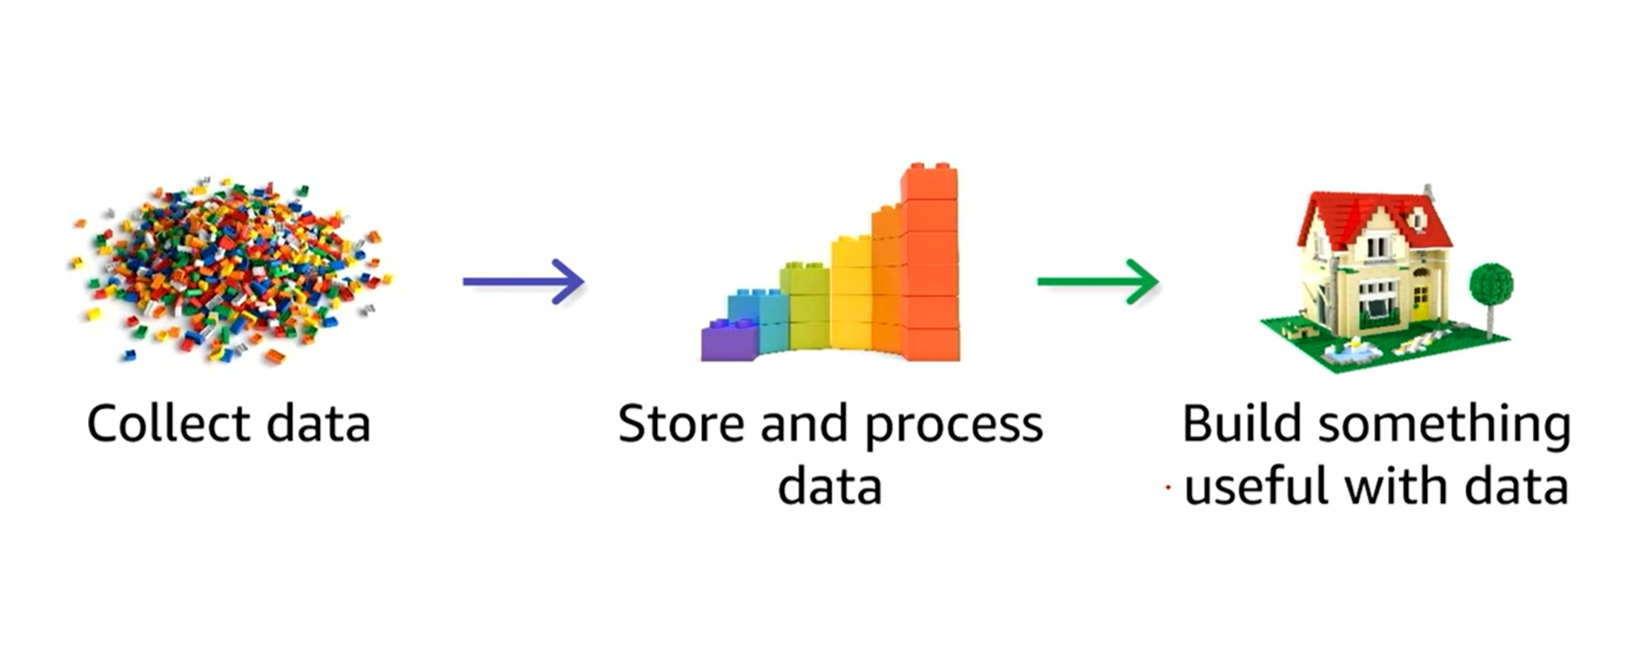 Collect data
Store and process
data
Build something
useful with data